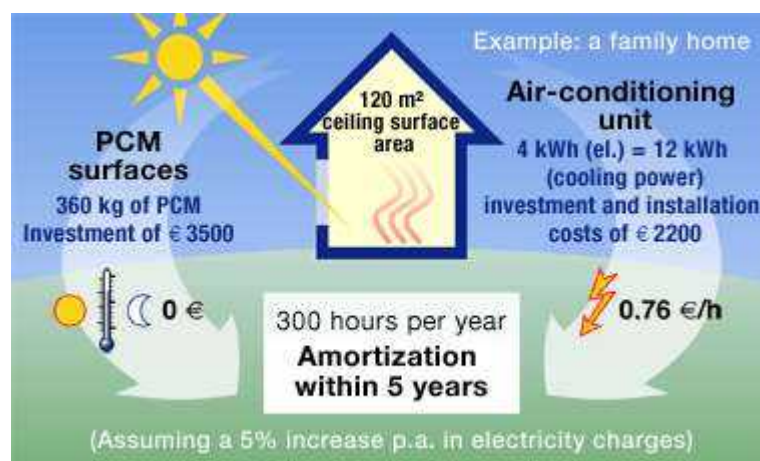 Example: a family home
120 m²
ceiling surface
area
PCM
surfaces
360 kg of PCM
Investment of € 3500
0 €
Air-conditioning
unit
4 kWh (el.) = 12 kWh
(cooling power)
investment and installation
costs of € 2200
0.76 €/h
300 hours per year
Amortization
within 5 years
(Assuming a 5% increase p.a. in electricity charges)